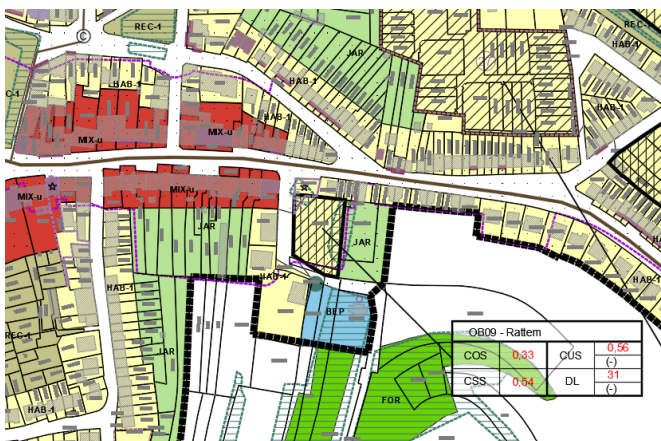 REC-1
REC-1
HAB-1
C
JAR
HAB-1
HAB-1
HAB-1
C-1
HAB-1
MIX-u
MIX-u
MIX-u
MIX-u
JAR
JAR
HAB-1
HAB-1
HAB-1
BEP
REC-1
JAR
FOR
HAB-1
OB09 - Rattem
COS 0,33 CUS 0,56
(-)
CSS 0,54 DL 31
(-)